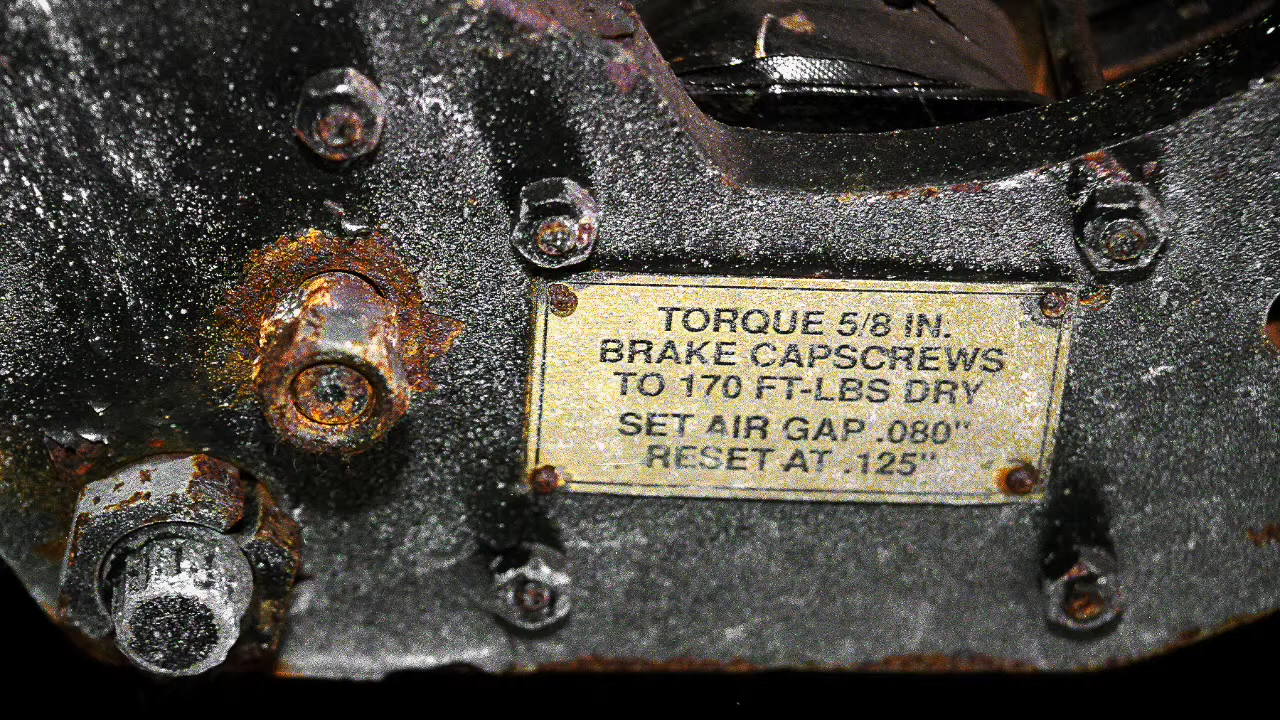 TORQUE 5/8 IN.
BRAKE CAPSCREWS
TO 170 FT-LBS DRY
SET AIR GAP .080"
RESET AT .125"